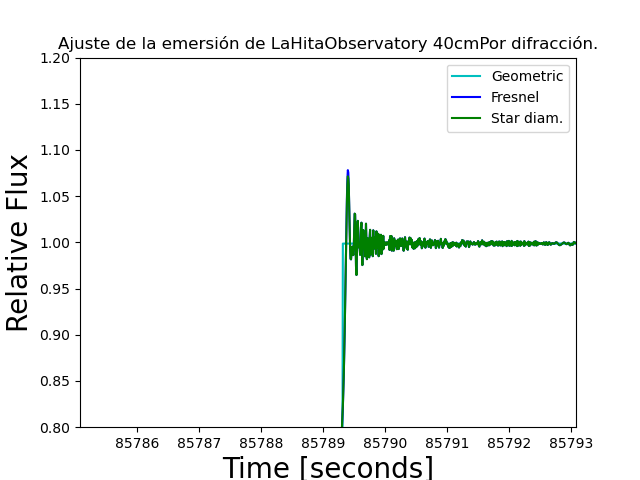 Ajuste de la emersión de LaHitaObservatory 40cmPor difracción.
1.20
1.15
1.10
1.05
1.00
0.95
0.90
0.85
0.80
Relative Flux
Geometric
Fresnel
Star diam.
85786 85787 85788 85789 85790 85791 85792 85793
Time [seconds]